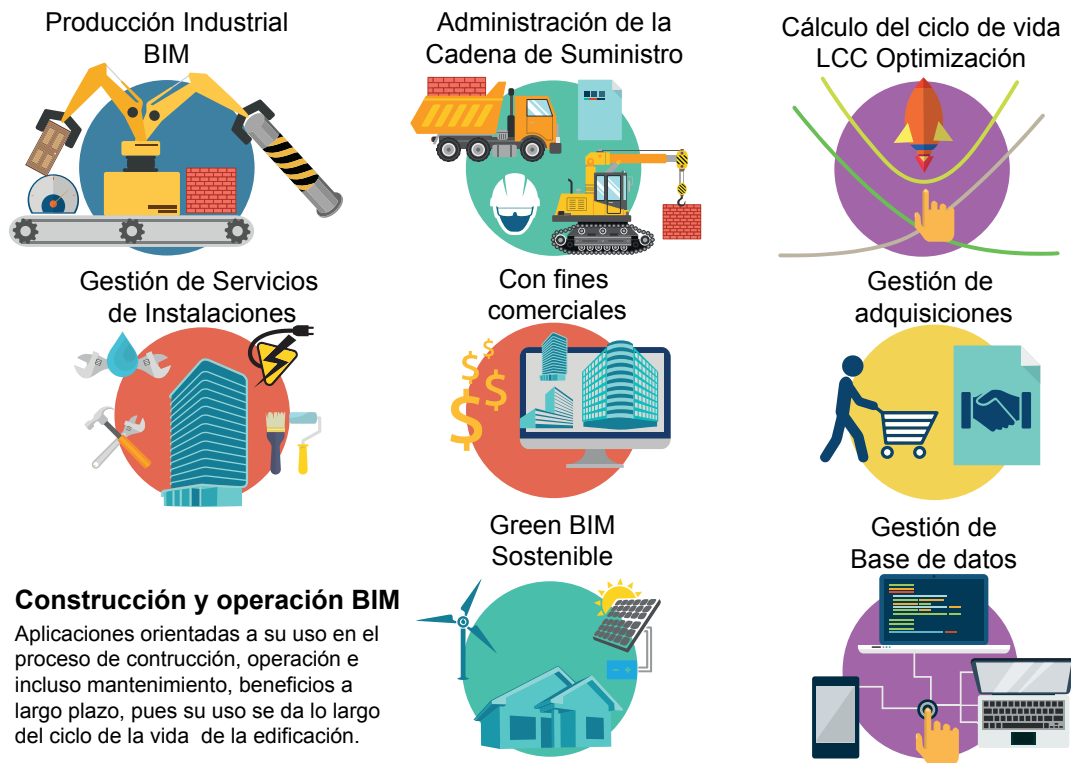 Producción Industrial
BIM
Administración de la
Cadena de Suministro
Cálculo del ciclo de vida
LCC Optimización
Gestión de Servicios
de Instalaciones
Con fines
comerciales
Gestión de
adquisiciones
Green BIM
Sostenible
Gestión de
Base de datos
Construcción y operación BIM
Aplicaciones orientadas a su uso en el
proceso de contrucción, operación e
incluso mantenimiento, beneficios a
largo plazo, pues su uso se da lo largo
del ciclo de la vida  de la edificación.